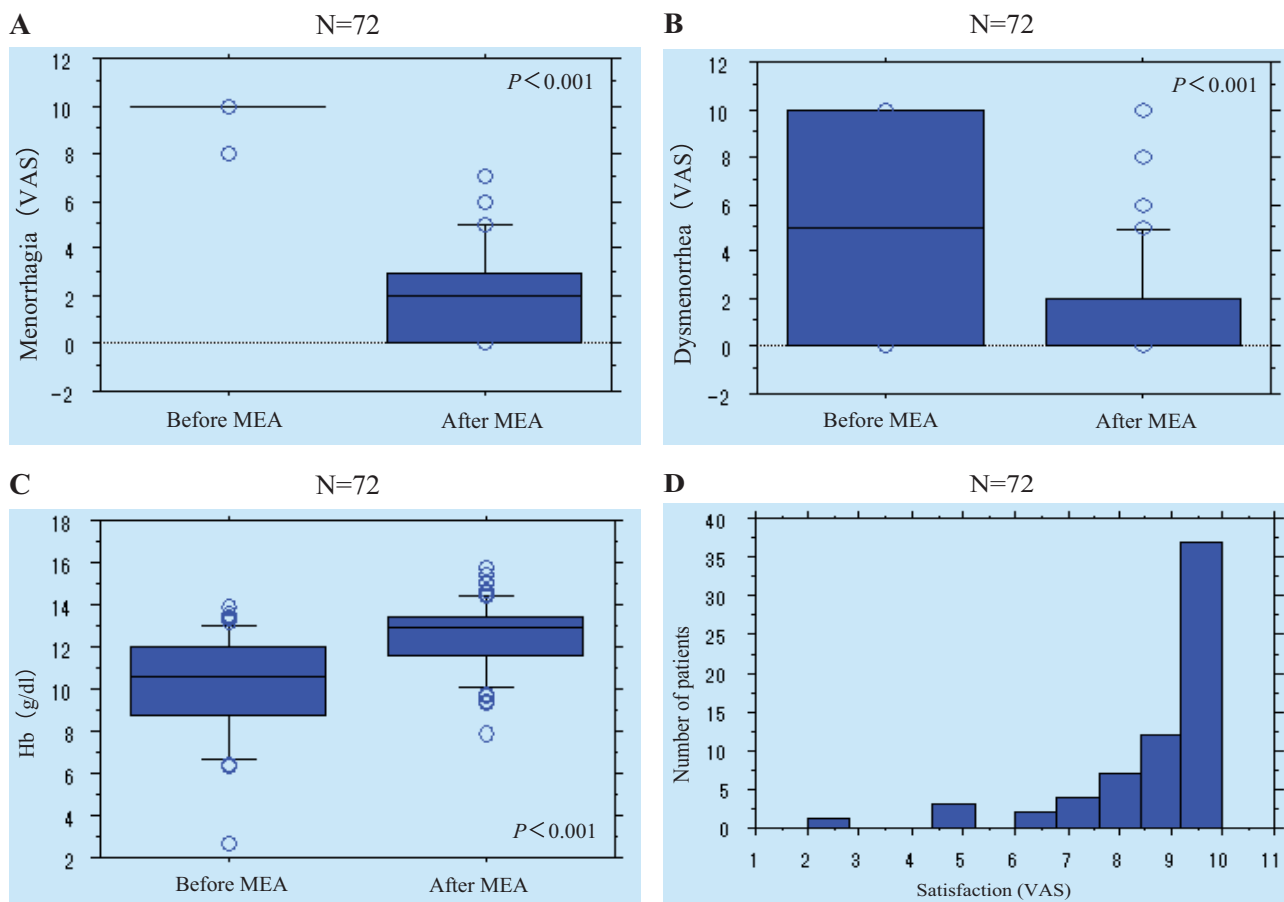 A
N=72
P<0.001
Menorrhagia (VAS)
12
10
8
6
4
2
0
-2
Before MEA
After MEA
B
N=72
P<0.001
Dysmenorrhea (VAS)
12
10
8
6
4
2
0
-2
Before MEA
After MEA
C
N=72
Hb (g/dl)
18
16
14
12
10
8
6
4
2
P<0.001
Before MEA
After MEA
D
N=72
Number of patients
40
35
30
25
20
15
10
5
0
1 2 3 4 5 6 7 8 9 10 11
Satisfaction (VAS)